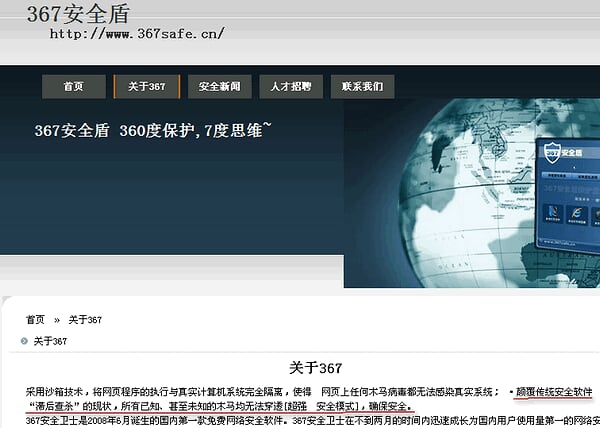 367安全盾
http://www.367safe.cn/
首页 关于367 安全新闻 人才招聘 联系我们
367安全盾 360度保护,7度思维~
367 安全盾
www.367safe.cn
首页 » 关于367
关于367
关于367
采用沙箱技术，将网页程序的执行与真实计算机系统完全隔离，使得 网页上任何木马病毒都无法感染真实系统； ·颠覆传统安全软件
“滞后查杀”的现状，所有已知、甚至未知的木马均无法穿透[超强 安全模式]，确保安全。
367安全卫士是2008年6月诞生的国内第一款免费网络安全软件。367安全卫士在不到两月的时间内迅速成长为国内用户使用量第一的网络安